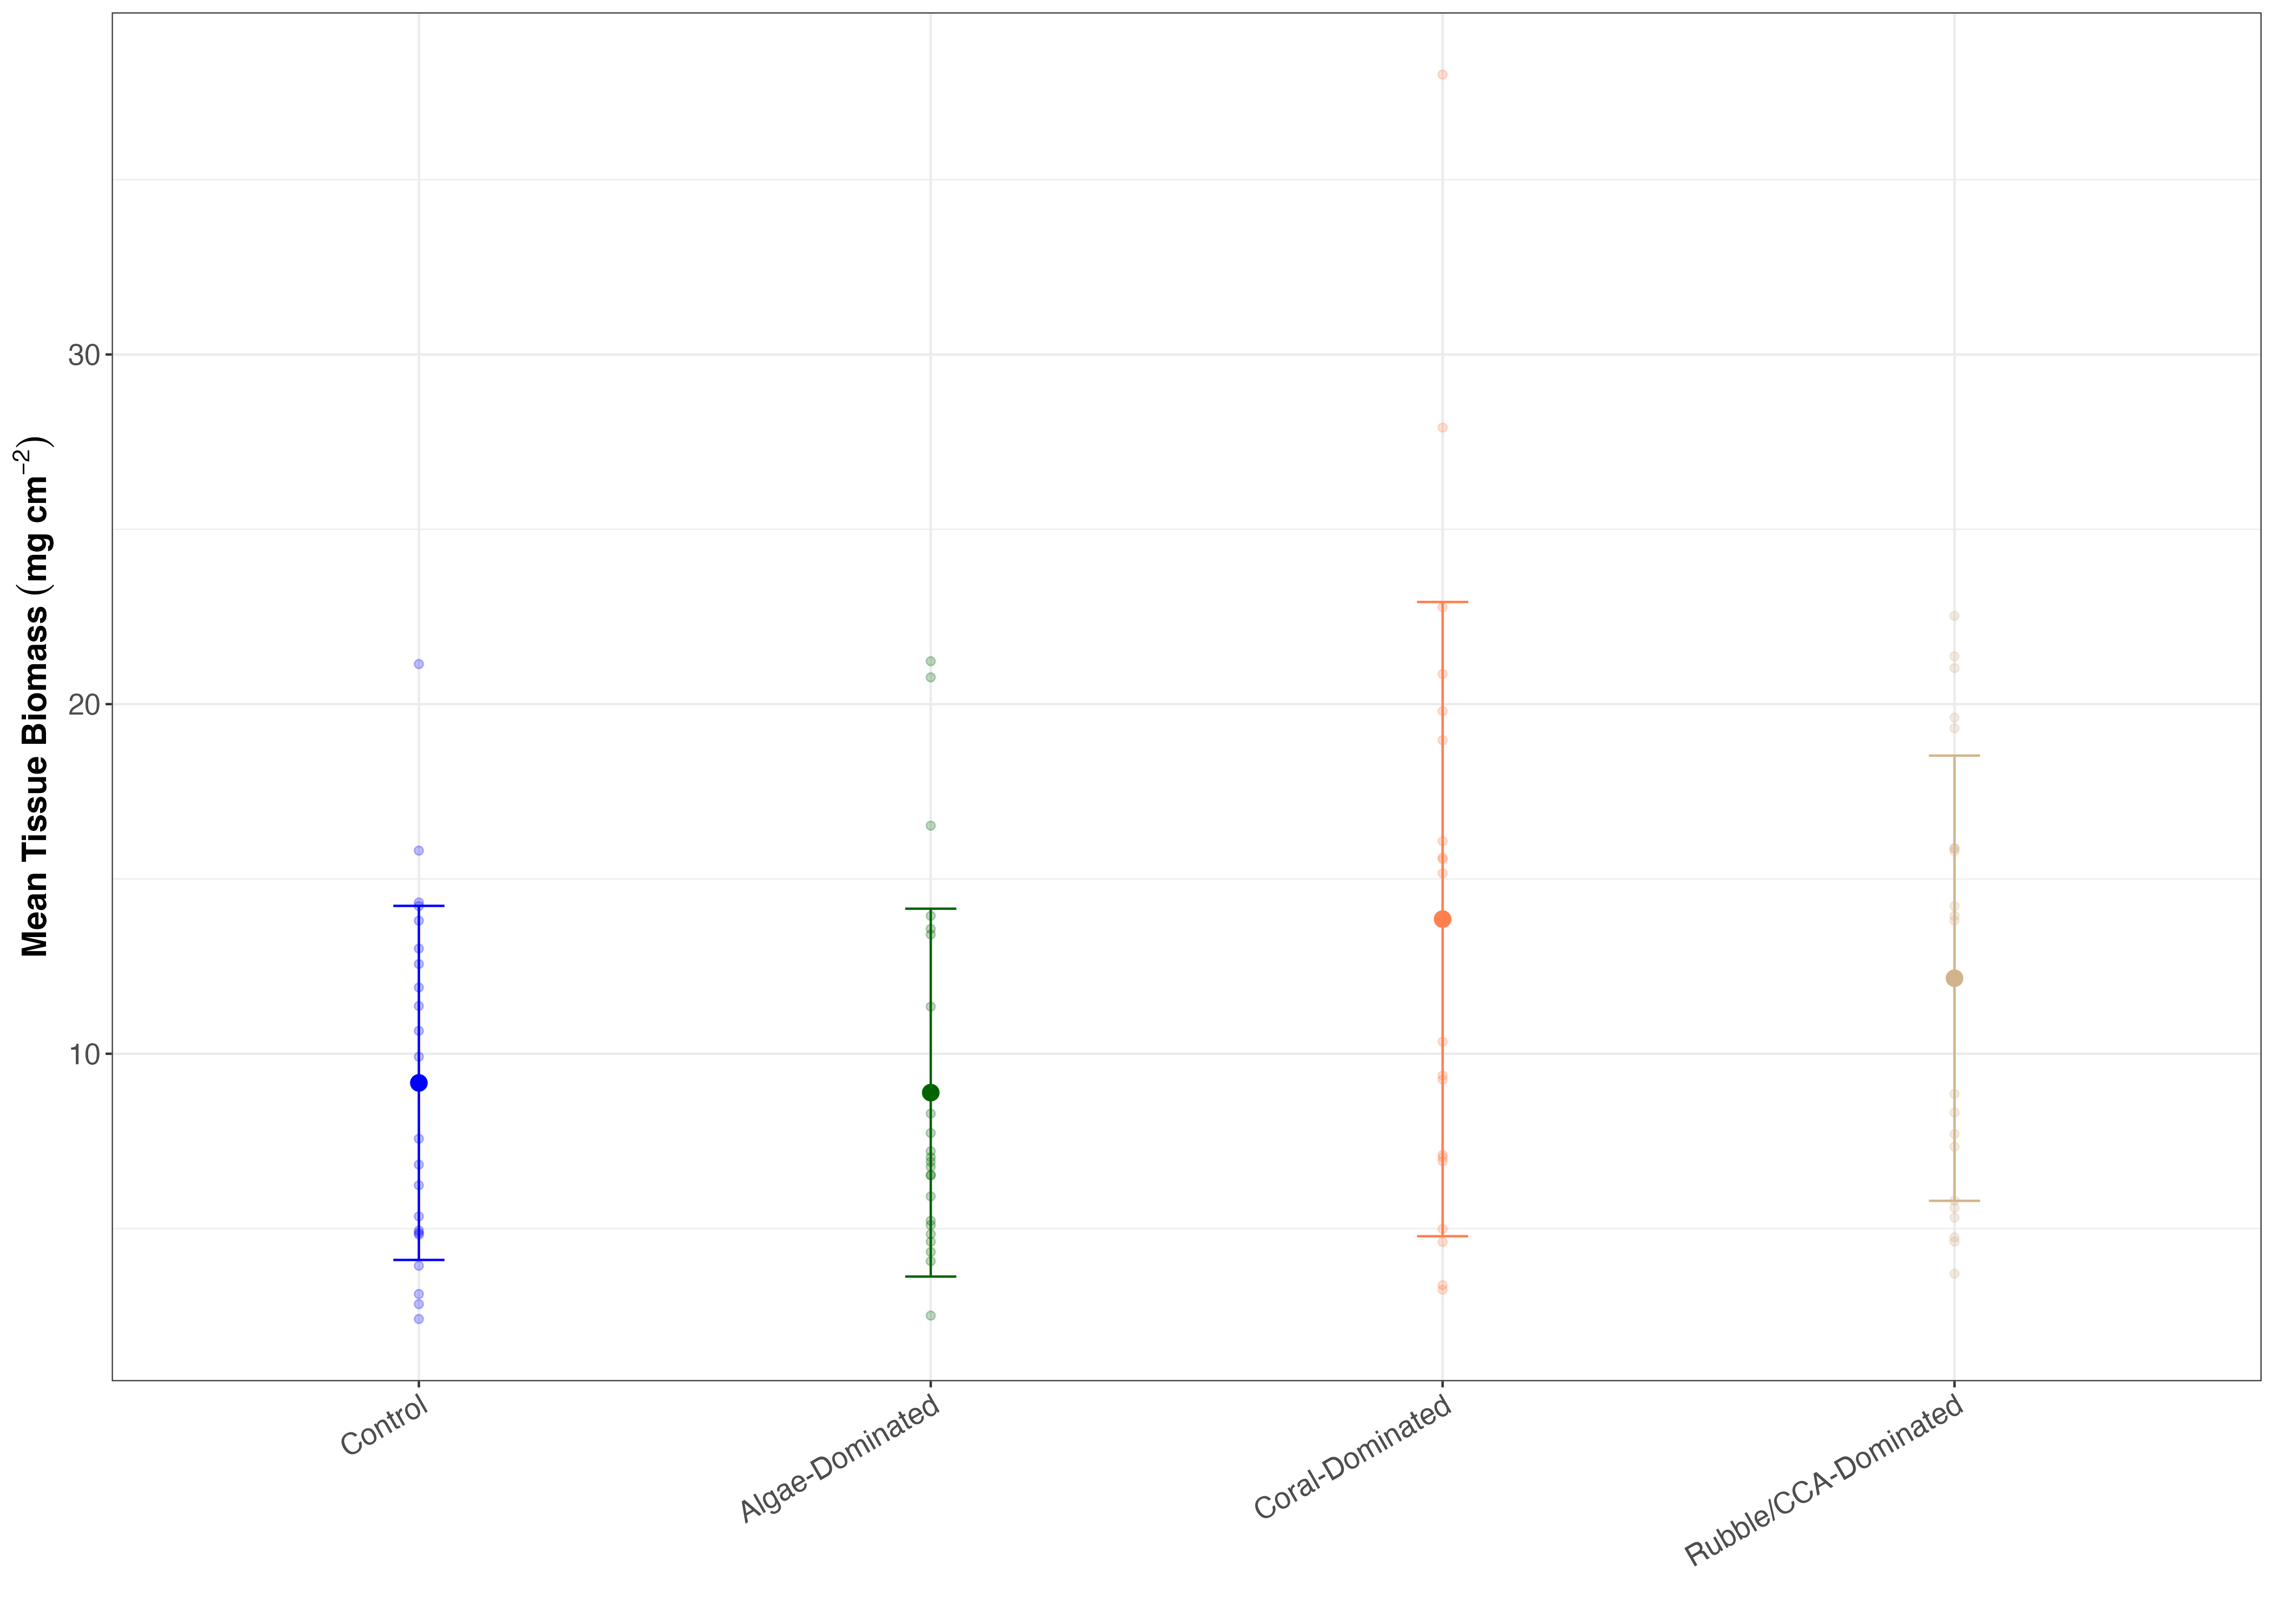 Mean Tissue Biomass (mg cm⁻²)
30
20
10
Control
Algae-Dominated
Coral-Dominated
Rubble/CCA-Dominated